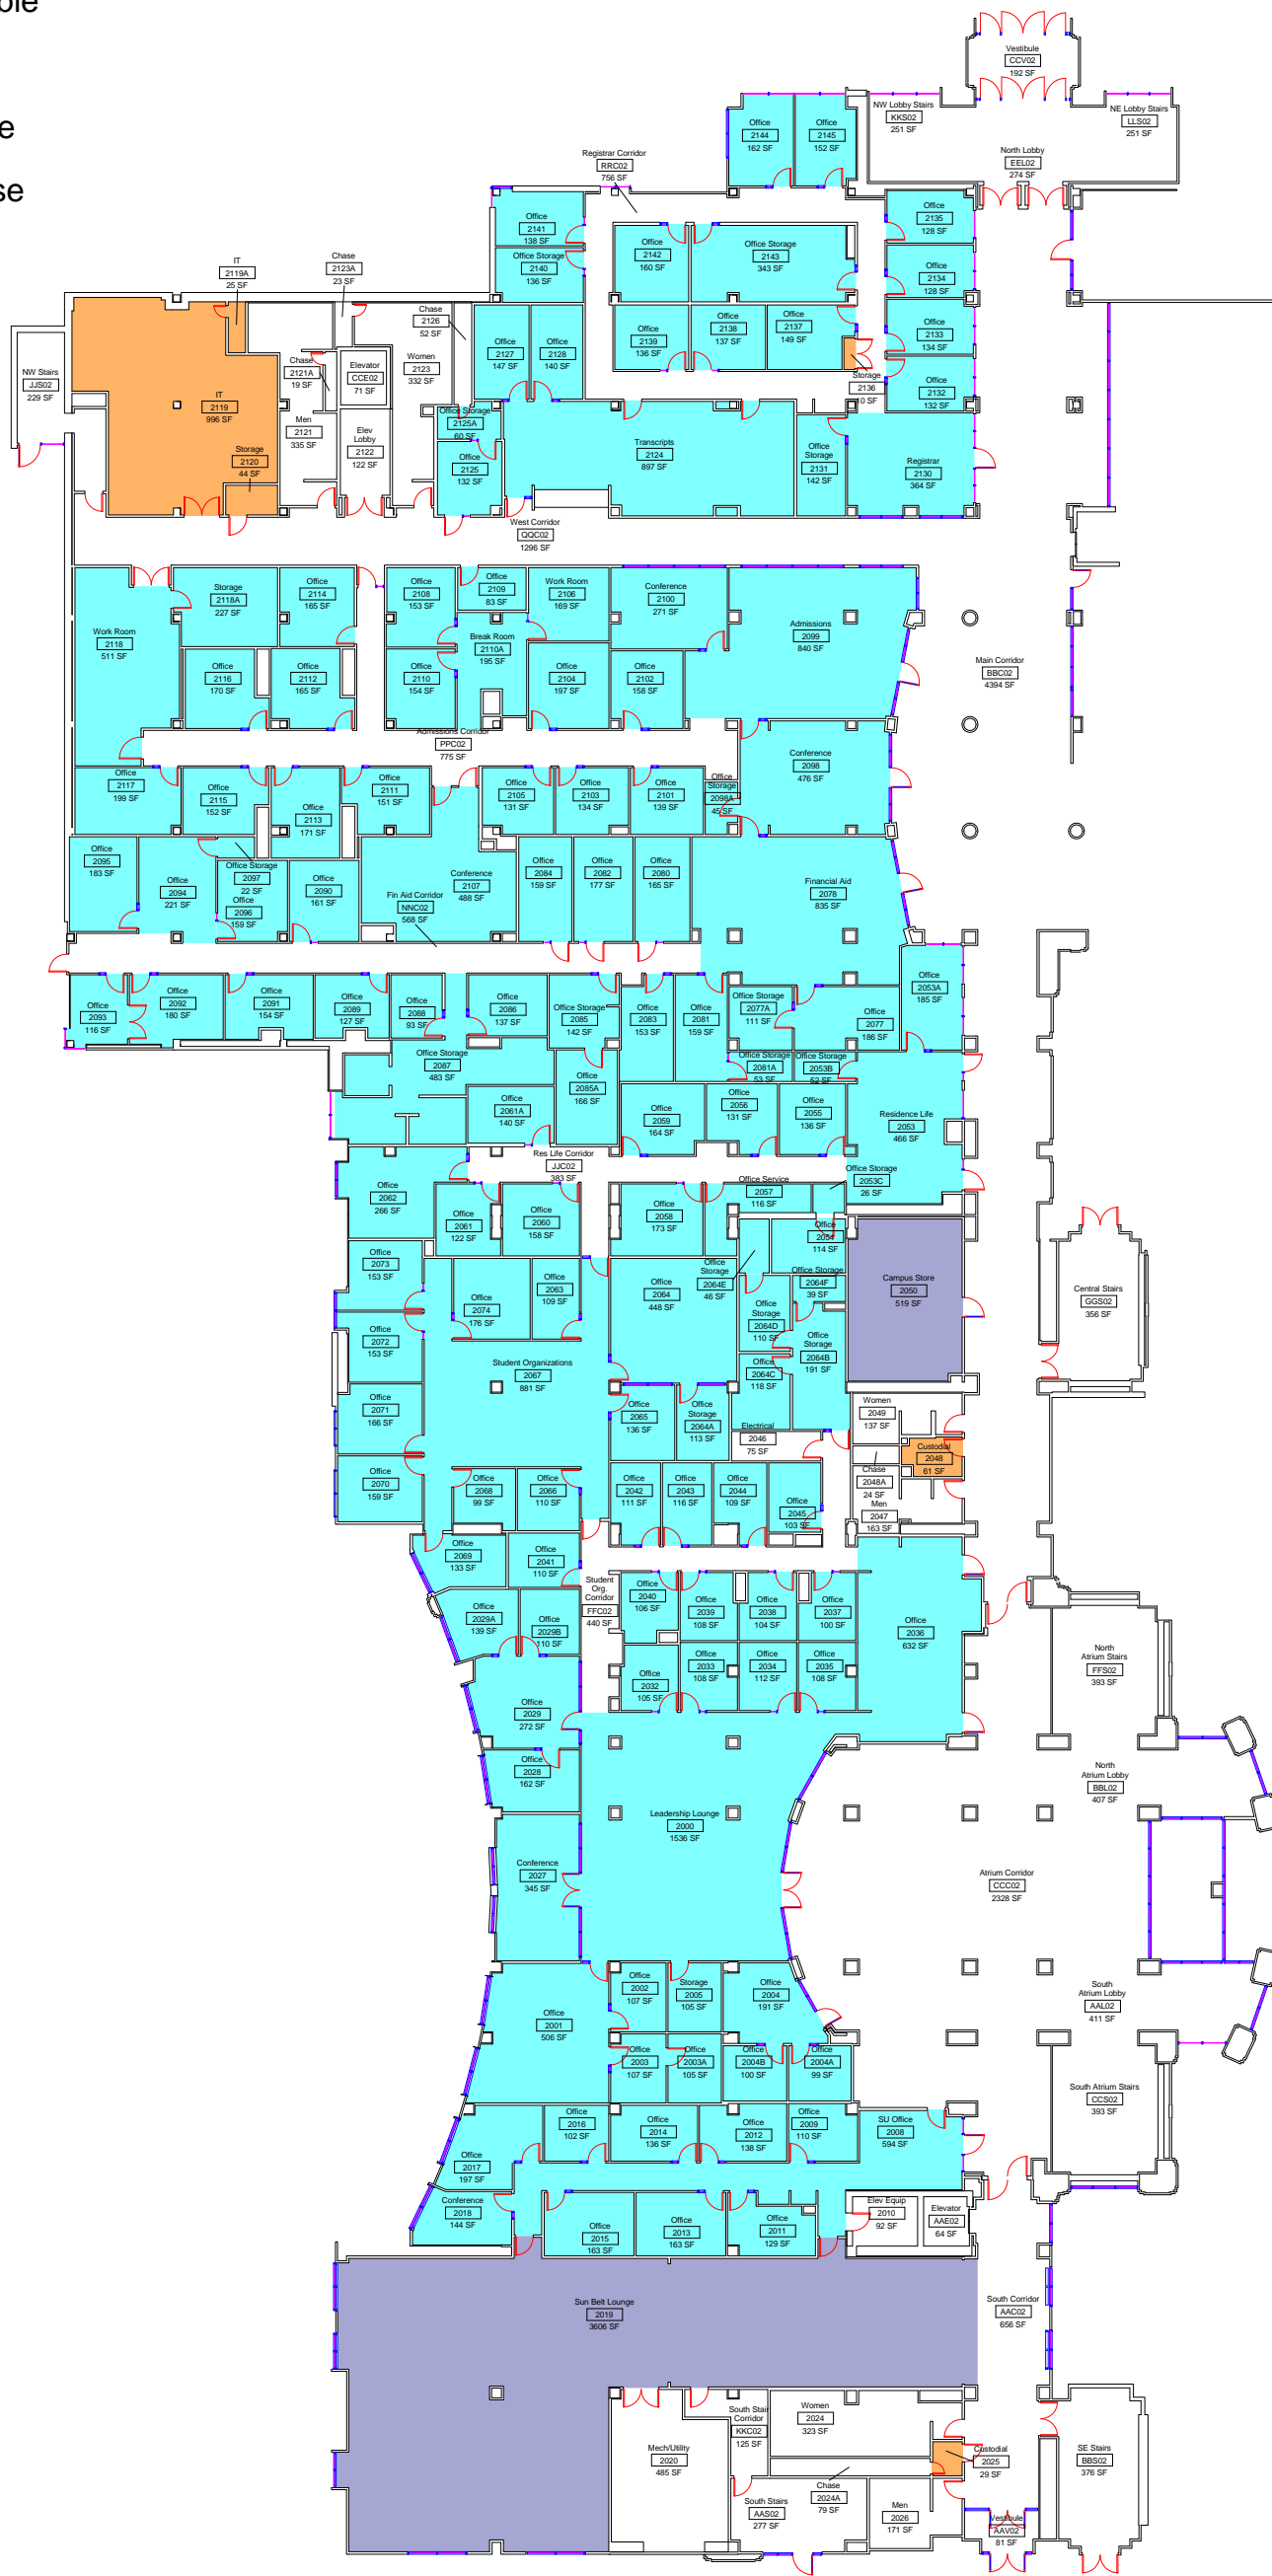 ble
e
se
Vestibule
CCV02
192 SF
NW Lobby Stairs
KKS02
251 SF
NE Lobby Stairs
LLS02
251 SF
North Lobby
EEL02
274 SF
Office
2144
162 SF
Office
2145
152 SF
Registrar Corridor
RRC02
756 SF
Office
2141
138 SF
Office Storage
2140
136 SF
Office
2142
160 SF
Office Storage
2143
343 SF
Office
2135
128 SF
Office
2134
128 SF
Office
2133
134 SF
Office
2132
132 SF
Office
2139
136 SF
Office
2138
137 SF
Office
2137
149 SF
Storage
2136
10 SF
IT
2119A
25 SF
Chase
2123A
23 SF
Chase
2126
52 SF
NW Stairs
JJS02
229 SF
IT
2119
996 SF
Storage
2120
44 SF
Chase
2121A
19 SF
Men
2121
335 SF
Elevator
CCE02
71 SF
Elev
Lobby
2122
122 SF
Women
2123
332 SF
Office
2127
147 SF
Office
2128
140 SF
Office Storage
2125A
60 SF
Office
2125
132 SF
Transcripts
2124
897 SF
Office
Storage
2131
142 SF
Registrar
2130
364 SF
West Corridor
QQC02
1296 SF
Work Room
2118
511 SF
Storage
2118A
227 SF
Office
2114
165 SF
Office
2108
153 SF
Office
2109
83 SF
Work Room
2106
169 SF
Conference
2100
271 SF
Admissions
2099
840 SF
Break Room
2110A
195 SF
Office
2116
170 SF
Office
2112
165 SF
Office
2110
154 SF
Office
2104
197 SF
Office
2102
158 SF
Main Corridor
BBC02
4394 SF
Admissions Corridor
PPC02
775 SF
Conference
2098
476 SF
Office
2117
199 SF
Office
2115
152 SF
Office
2113
171 SF
Office
2111
151 SF
Office
2105
131 SF
Office
2103
134 SF
Office
2101
139 SF
Office
Storage
2098A
45 SF
Office
2095
183 SF
Office
2094
221 SF
Office Storage
2097
22 SF
Office
2096
159 SF
Office
2090
161 SF
Fin Aid Corridor
NNC02
568 SF
Conference
2107
488 SF
Office
2084
159 SF
Office
2082
177 SF
Office
2080
165 SF
Financial Aid
2078
835 SF
Office
2093
116 SF
Office
2092
180 SF
Office
2091
154 SF
Office
2089
127 SF
Office
2088
93 SF
Office
2086
137 SF
Office Storage
2085
142 SF
Office
2083
153 SF
Office
2081
159 SF
Office Storage
2077A
111 SF
Office
2077
186 SF
Office
2053A
185 SF
Office Storage
2087
483 SF
Office
2085A
166 SF
Office Storage
2081A
53 SF
Office Storage
2053B
52 SF
Office
2061A
140 SF
Office
2059
164 SF
Office
2056
131 SF
Office
2055
136 SF
Residence Life
2053
466 SF
Res Life Corridor
JJC02
383 SF
Office Storage
2053C
26 SF
Office
2062
266 SF
Office
2061
122 SF
Office
2060
158 SF
Office
2058
173 SF
Office Service
2057
116 SF
Office
2054
114 SF
Office
2073
153 SF
Office
2074
176 SF
Office
2063
109 SF
Office
2064
448 SF
Office
Storage
2064E
46 SF
Office Storage
2064F
39 SF
Campus Store
2050
519 SF
Central Stairs
GGS02
356 SF
Office
Storage
2064D
110 SF
Office
Storage
2064B
191 SF
Office
2072
153 SF
Student Organizations
2067
881 SF
Office
2064C
118 SF
Office
2071
166 SF
Office
2065
136 SF
Office
Storage
2064A
113 SF
Electrical
2046
75 SF
Women
2049
137 SF
Custodial
2048
61 SF
Chase
2048A
24 SF
Men
2047
163 SF
Office
2070
159 SF
Office
2068
99 SF
Office
2066
110 SF
Office
2042
111 SF
Office
2043
116 SF
Office
2044
109 SF
Office
2045
103 SF
Office
2069
133 SF
Office
2041
110 SF
Student
Org.
Corridor
FFC02
440 SF
Office
2040
106 SF
Office
2039
108 SF
Office
2038
104 SF
Office
2037
100 SF
Office
2036
632 SF
Office
2029A
139 SF
Office
2029B
110 SF
Office
2032
105 SF
Office
2033
108 SF
Office
2034
112 SF
Office
2035
108 SF
North
Atrium Stairs
FFS02
393 SF
Office
2029
272 SF
Office
2028
162 SF
North
Atrium Lobby
BBL02
407 SF
Leadership Lounge
2000
1536 SF
Conference
2027
345 SF
Atrium Corridor
CCC02
2328 SF
Office
2001
506 SF
Office
2002
107 SF
Storage
2005
105 SF
Office
2004
191 SF
South
Atrium Lobby
AAL02
411 SF
Office
2003
107 SF
Office
2003A
105 SF
Office
2004B
100 SF
Office
2004A
99 SF
South Atrium Stairs
CCS02
393 SF
Office
2016
102 SF
Office
2014
136 SF
Office
2012
138 SF
Office
2009
110 SF
SU Office
2008
594 SF
Office
2017
197 SF
Conference
2018
144 SF
Office
2015
163 SF
Office
2013
163 SF
Office
2011
129 SF
Elev Equip
2010
92 SF
Elevator
AAE02
64 SF
Sun Belt Lounge
2019
3606 SF
South Corridor
AAC02
656 SF
Mech/Utility
2020
485 SF
South Stair
Corridor
KKC02
125 SF
Women
2024
323 SF
Custodial
2025
29 SF
SE Stairs
BBS02
376 SF
South Stairs
AAS02
277 SF
Chase
2024A
79 SF
Men
2026
171 SF
Vestibule
AAV02
81 SF